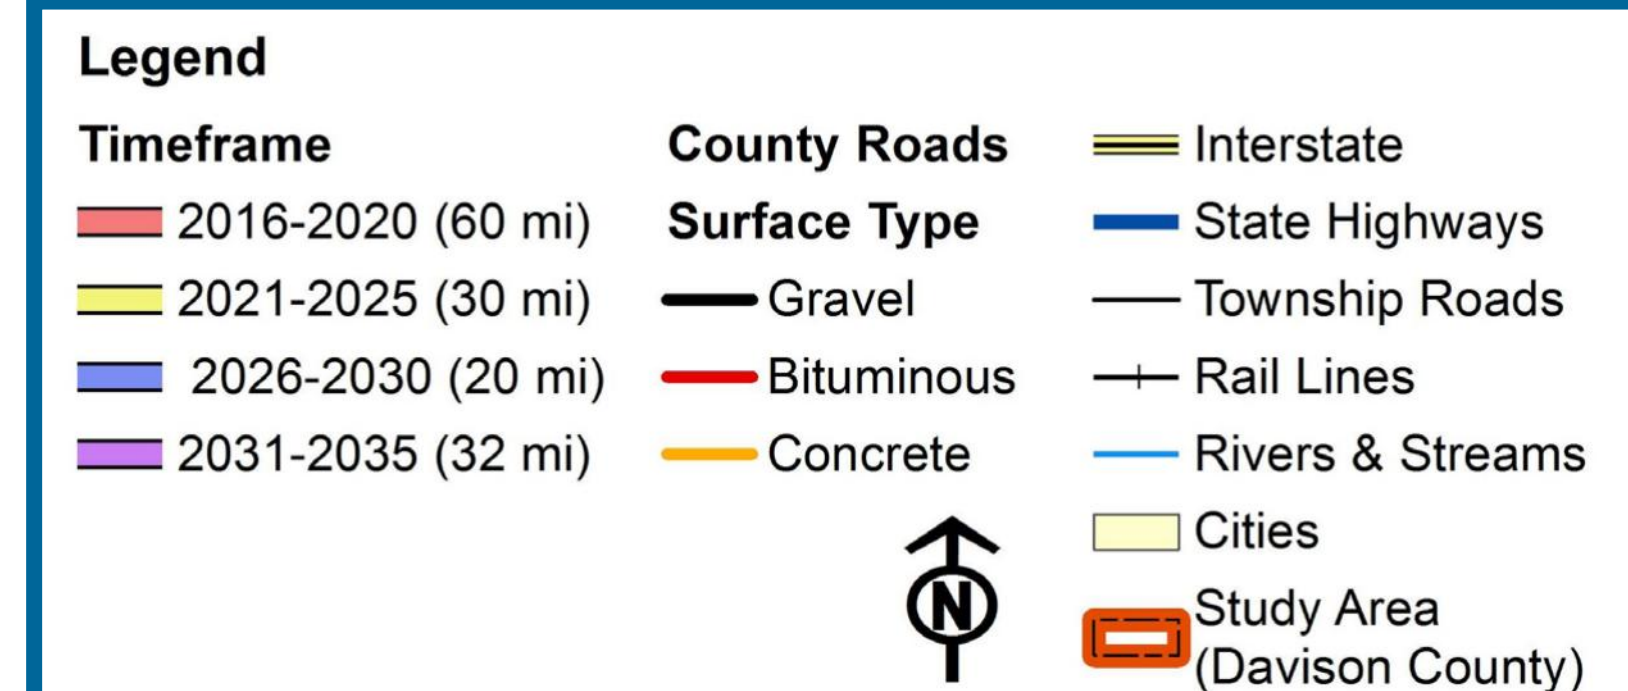 Legend
Timeframe
2016-2020 (60 mi)
2021-2025 (30 mi)
2026-2030 (20 mi)
2031-2035 (32 mi)
County Roads
Surface Type
Gravel
Bituminous
Concrete
N
Interstate
State Highways
Township Roads
Rail Lines
Rivers & Streams
Cities
Study Area
(Davison County)